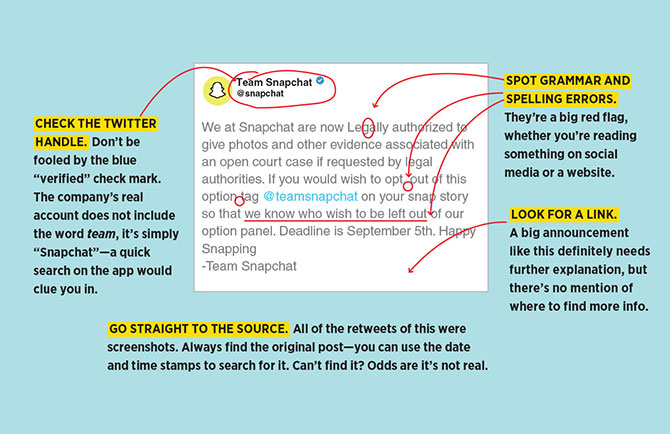 CHECK THE TWITTER
HANDLE. Don't be
fooled by the blue
“verified” check mark.
The company's real
account does not include
the word team, it's simply
“Snapchat”—a quick
search on the app would
clue you in.
Team Snapchat
@snapchat
We at Snapchat are now Legally authorized to
give photos and other evidence associated with
an open court case if requested by legal
authorities. If you would wish to opt, out of this
option tag @teamsnapchat on your snap story
so that we know who wish to be left out of our
option panel. Deadline is September 5th. Happy
Snapping
-Team Snapchat
SPOT GRAMMAR AND
SPELLING ERRORS.
They're a big red flag,
whether you're reading
something on social
media or a website.
LOOK FOR A LINK.
A big announcement
like this definitely needs
further explanation, but
there's no mention of
where to find more info.
GO STRAIGHT TO THE SOURCE. All of the retweets of this were
screenshots. Always find the original post—you can use the date
and time stamps to search for it. Can't find it? Odds are it's not real.